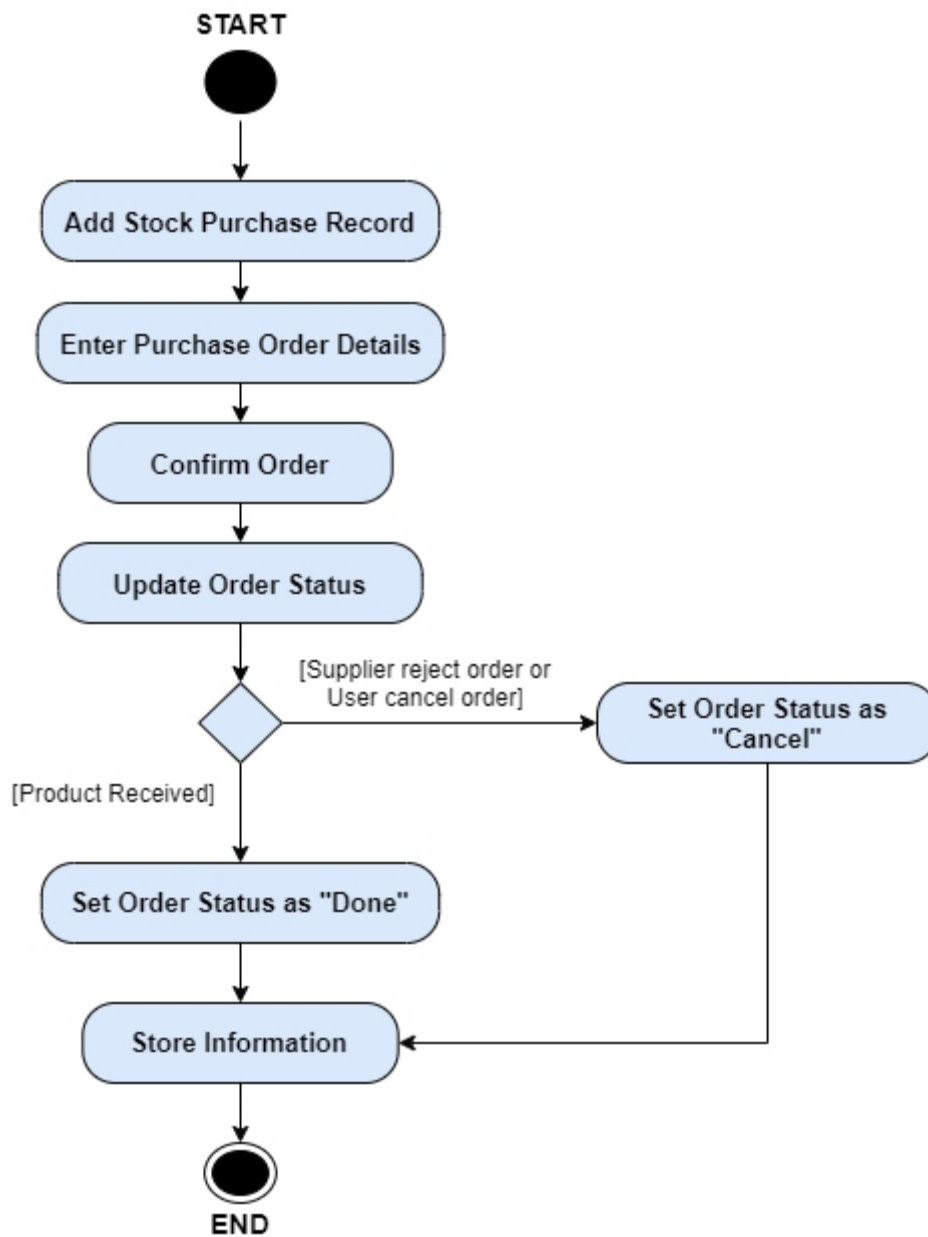 START
Add Stock Purchase Record
Enter Purchase Order Details
Confirm Order
Update Order Status
[Supplier reject order or
User cancel order]
Set Order Status as
"Cancel"
[Product Received]
Set Order Status as "Done"
Store Information
END